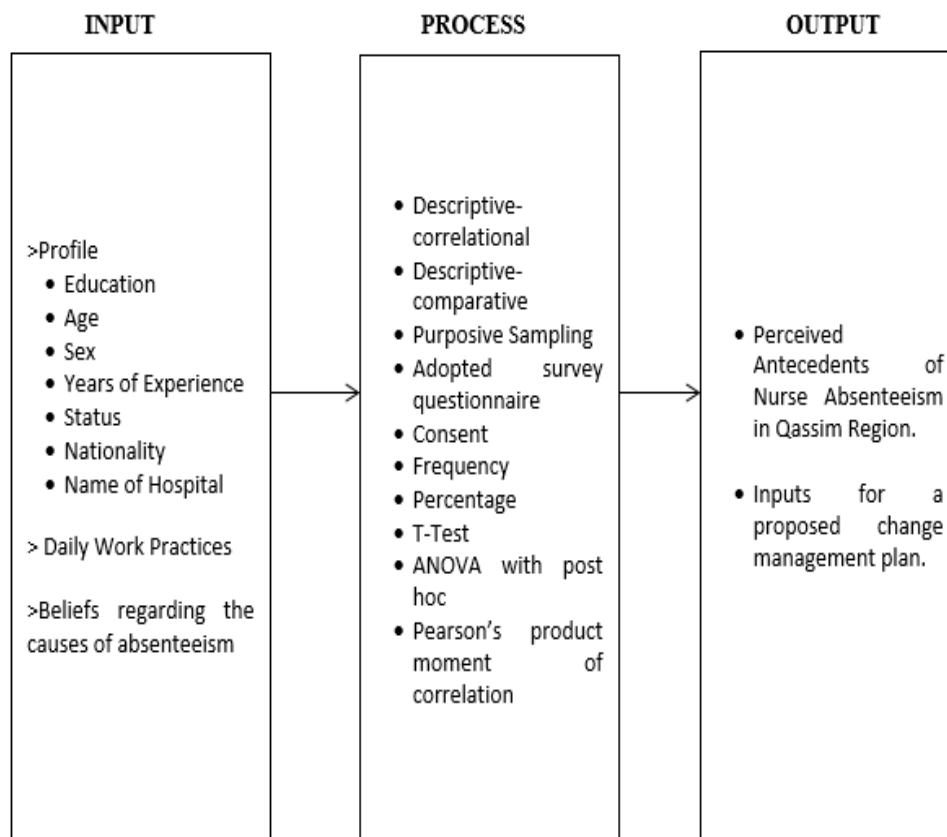 INPUT
>Profile
• Education
• Age
• Sex
• Years of Experience
• Status
• Nationality
• Name of Hospital
> Daily Work Practices
>Beliefs regarding the
causes of absenteeism
PROCESS
• Descriptive-
correlational
• Descriptive-
comparative
• Purposive Sampling
• Adopted survey
questionnaire
• Consent
• Frequency
• Percentage
• T-Test
• ANOVA with post
hoc
• Pearson's product
moment of
correlation
OUTPUT
• Perceived
Antecedents of
Nurse Absenteeism
in Qassim Region.
• Inputs for a
proposed change
management plan.